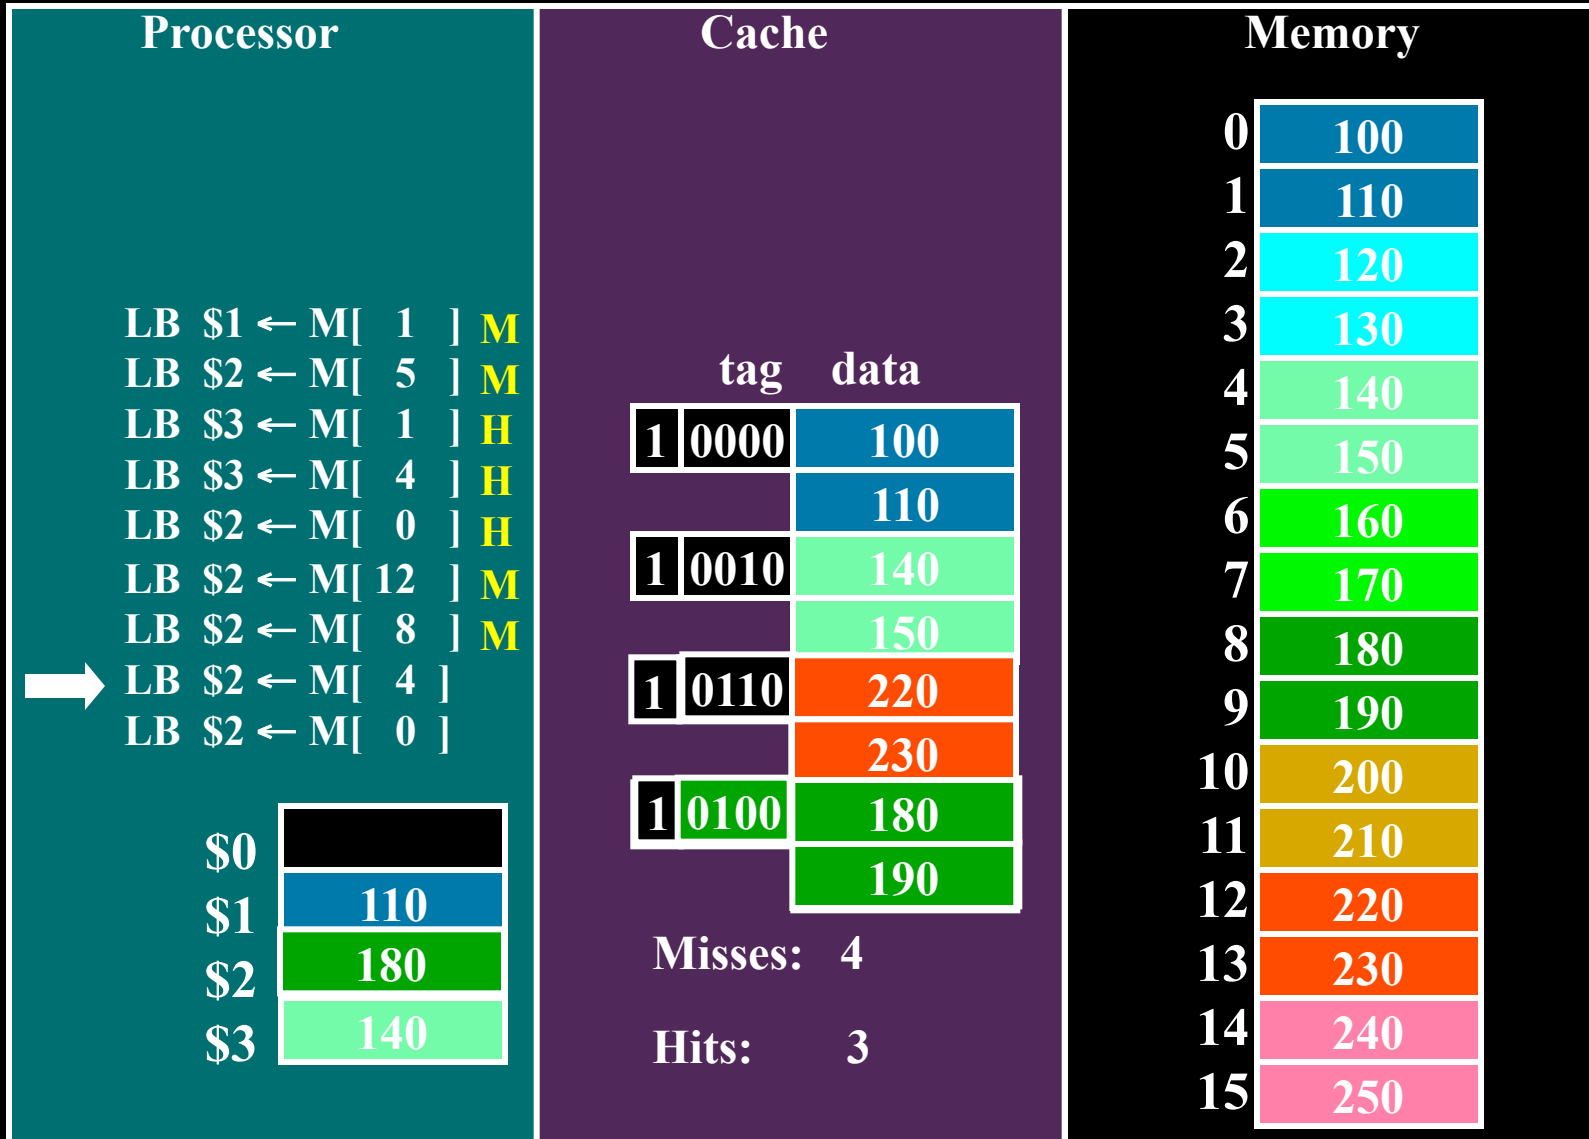 Processor
LB $1 ← M[ 1 ] M
LB $2 ← M[ 5 ] M
LB $3 ← M[ 1 ] H
LB $3 ← M[ 4 ] H
LB $2 ← M[ 0 ] H
LB $2 ← M[ 12 ] M
LB $2 ← M[ 8 ] M
LB $2 ← M[ 4 ]
LB $2 ← M[ 0 ]
$0
$1 110
$2 180
$3 140
Cache
tag data
1 0000 100
110
1 0010 140
150
1 0110 220
230
1 0100 180
190
Misses: 4
Hits: 3
Memory
0 100
1 110
2 120
3 130
4 140
5 150
6 160
7 170
8 180
9 190
10 200
11 210
12 220
13 230
14 240
15 250